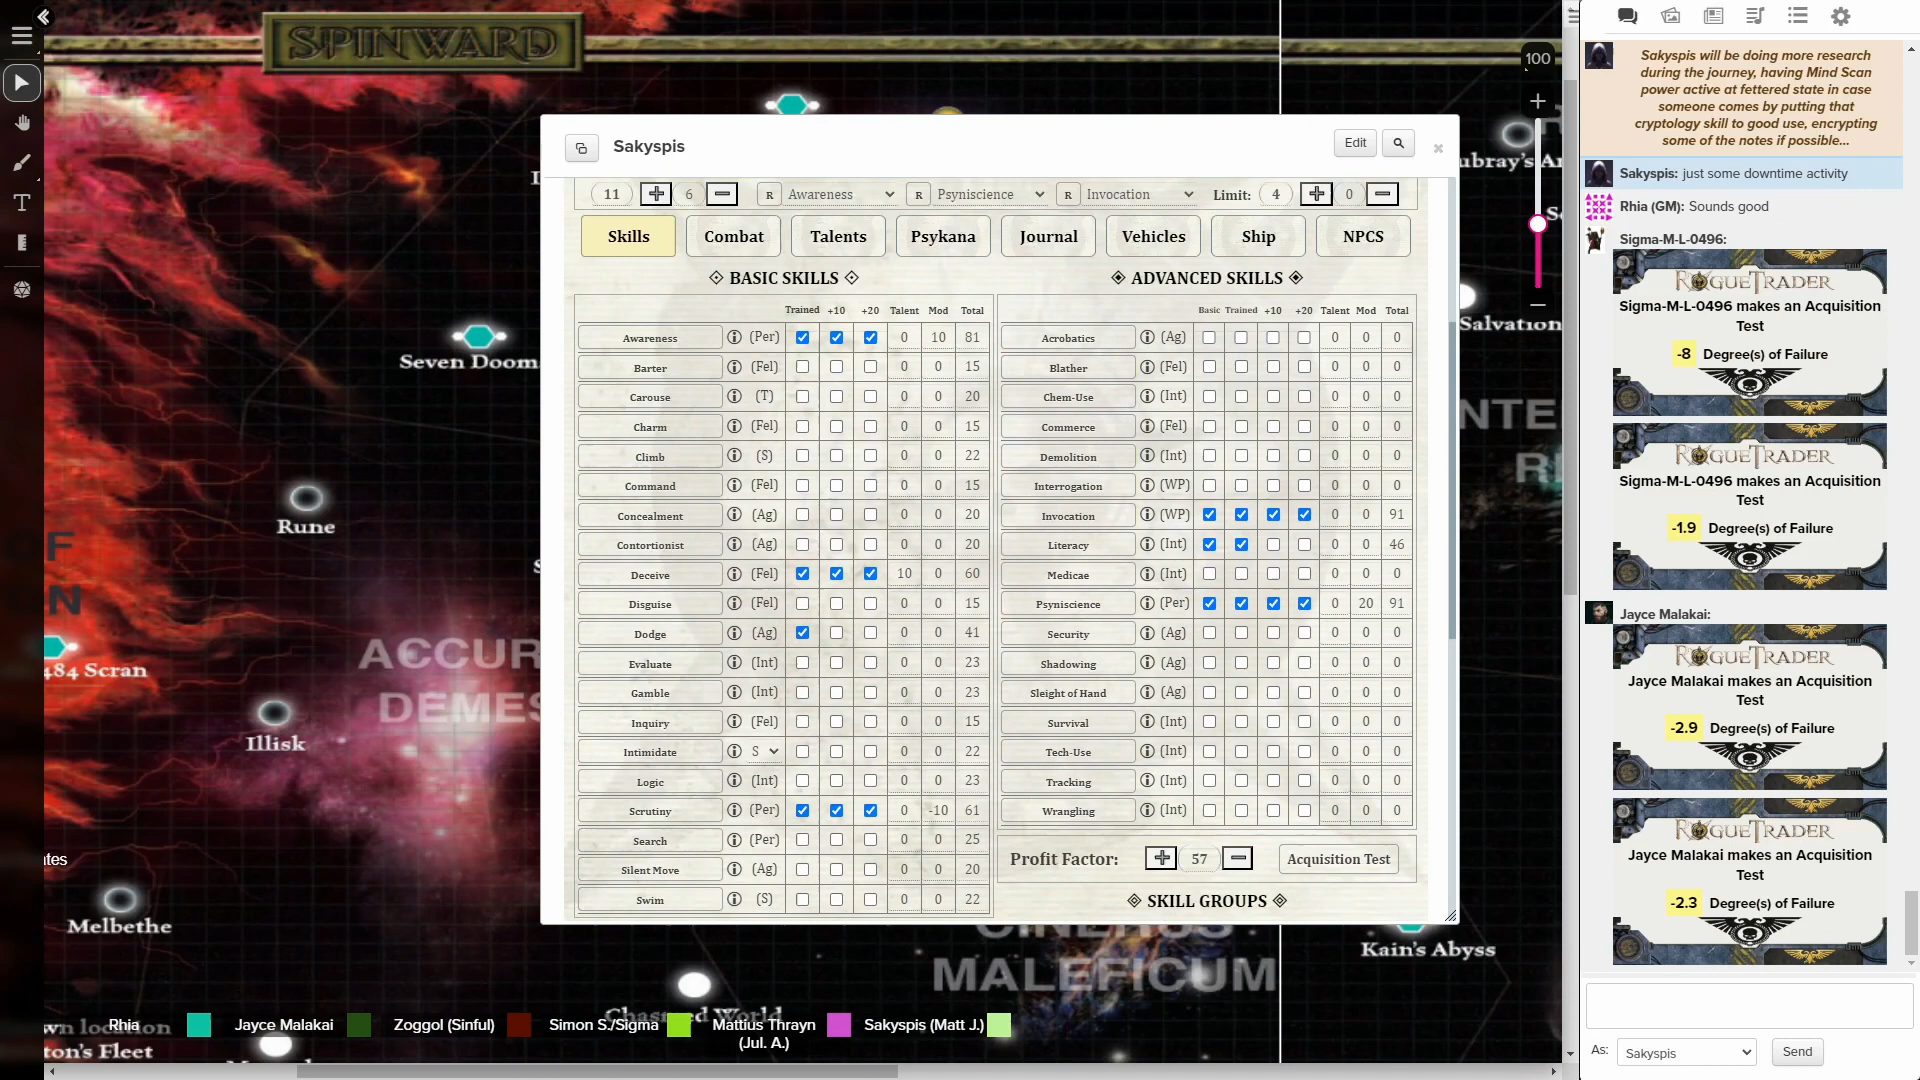 SPINWARD
100
Seven Doom
Rune
ACCUR
DEMES
484 Scran
Illisk
Melbethe
Salvation
Kain's Abyss
MALEFICUM
ton's Fleet
Rhia
Jayce Malakai
Zoggol (Sinful)
Simon S./Sigma
Mattius Thrayn
(Jul. A.)
Sakyspis (Matt J.)
Sakyspis
Edit
11 6 R Awareness R Psyniscience R Invocation Limit: 4 0
Skills Combat Talents Psykana Journal Vehicles Ship NPCS
BASIC SKILLS
Trained +10 +20 Talent Mod Total
Awareness (Per) 0 10 81
Barter (Fel) 0 0 15
Carouse (T) 0 0 20
Charm (Fel) 0 0 15
Climb (S) 0 0 22
Command (Fel) 0 0 15
Concealment (Ag) 0 0 20
Contortionist (Ag) 0 0 20
Deceive (Fel) 10 0 60
Disguise (Fel) 0 0 15
Dodge (Ag) 0 0 41
Evaluate (Int) 0 0 23
Gamble (Int) 0 0 23
Inquiry (Fel) 0 0 15
Intimidate S 0 0 22
Logic (Int) 0 0 23
Scrutiny (Per) 0 -10 61
Search (Per) 0 0 25
Silent Move (Ag) 0 0 20
Swim (S) 0 0 22
ADVANCED SKILLS
Basic Trained +10 +20 Talent Mod Total
Acrobatics (Ag) 0 0 0
Blather (Fel) 0 0 0
Chem-Use (Int) 0 0 0
Commerce (Fel) 0 0 0
Demolition (Int) 0 0 0
Interrogation (WP) 0 0 0
Invocation (WP) 0 0 91
Literacy (Int) 0 0 46
Medicae (Int) 0 0 0
Psyniscience (Per) 0 20 91
Security (Ag) 0 0 0
Shadowing (Ag) 0 0 0
Sleight of Hand (Ag) 0 0 0
Survival (Int) 0 0 0
Tech-Use (Int) 0 0 0
Tracking (Int) 0 0 0
Wrangling (Int) 0 0 0
Profit Factor: 57 Acquisition Test
SKILL GROUPS
Sakyspis will be doing more research
during the journey, having Mind Scan
power active at fettered state in case
someone comes by putting that
cryptology skill to good use, encrypting
some of the notes if possible...
Sakyspis: just some downtime activity
Rhia (GM): Sounds good
Sigma-M-L-0496:
ROGUE TRADER
Sigma-M-L-0496 makes an Acquisition
Test
-8 Degree(s) of Failure
ROGUE TRADER
Sigma-M-L-0496 makes an Acquisition
Test
-1.9 Degree(s) of Failure
Jayce Malakai:
ROGUE TRADER
Jayce Malakai makes an Acquisition
Test
-2.9 Degree(s) of Failure
ROGUE TRADER
Jayce Malakai makes an Acquisition
Test
-2.3 Degree(s) of Failure
As: Sakyspis Send